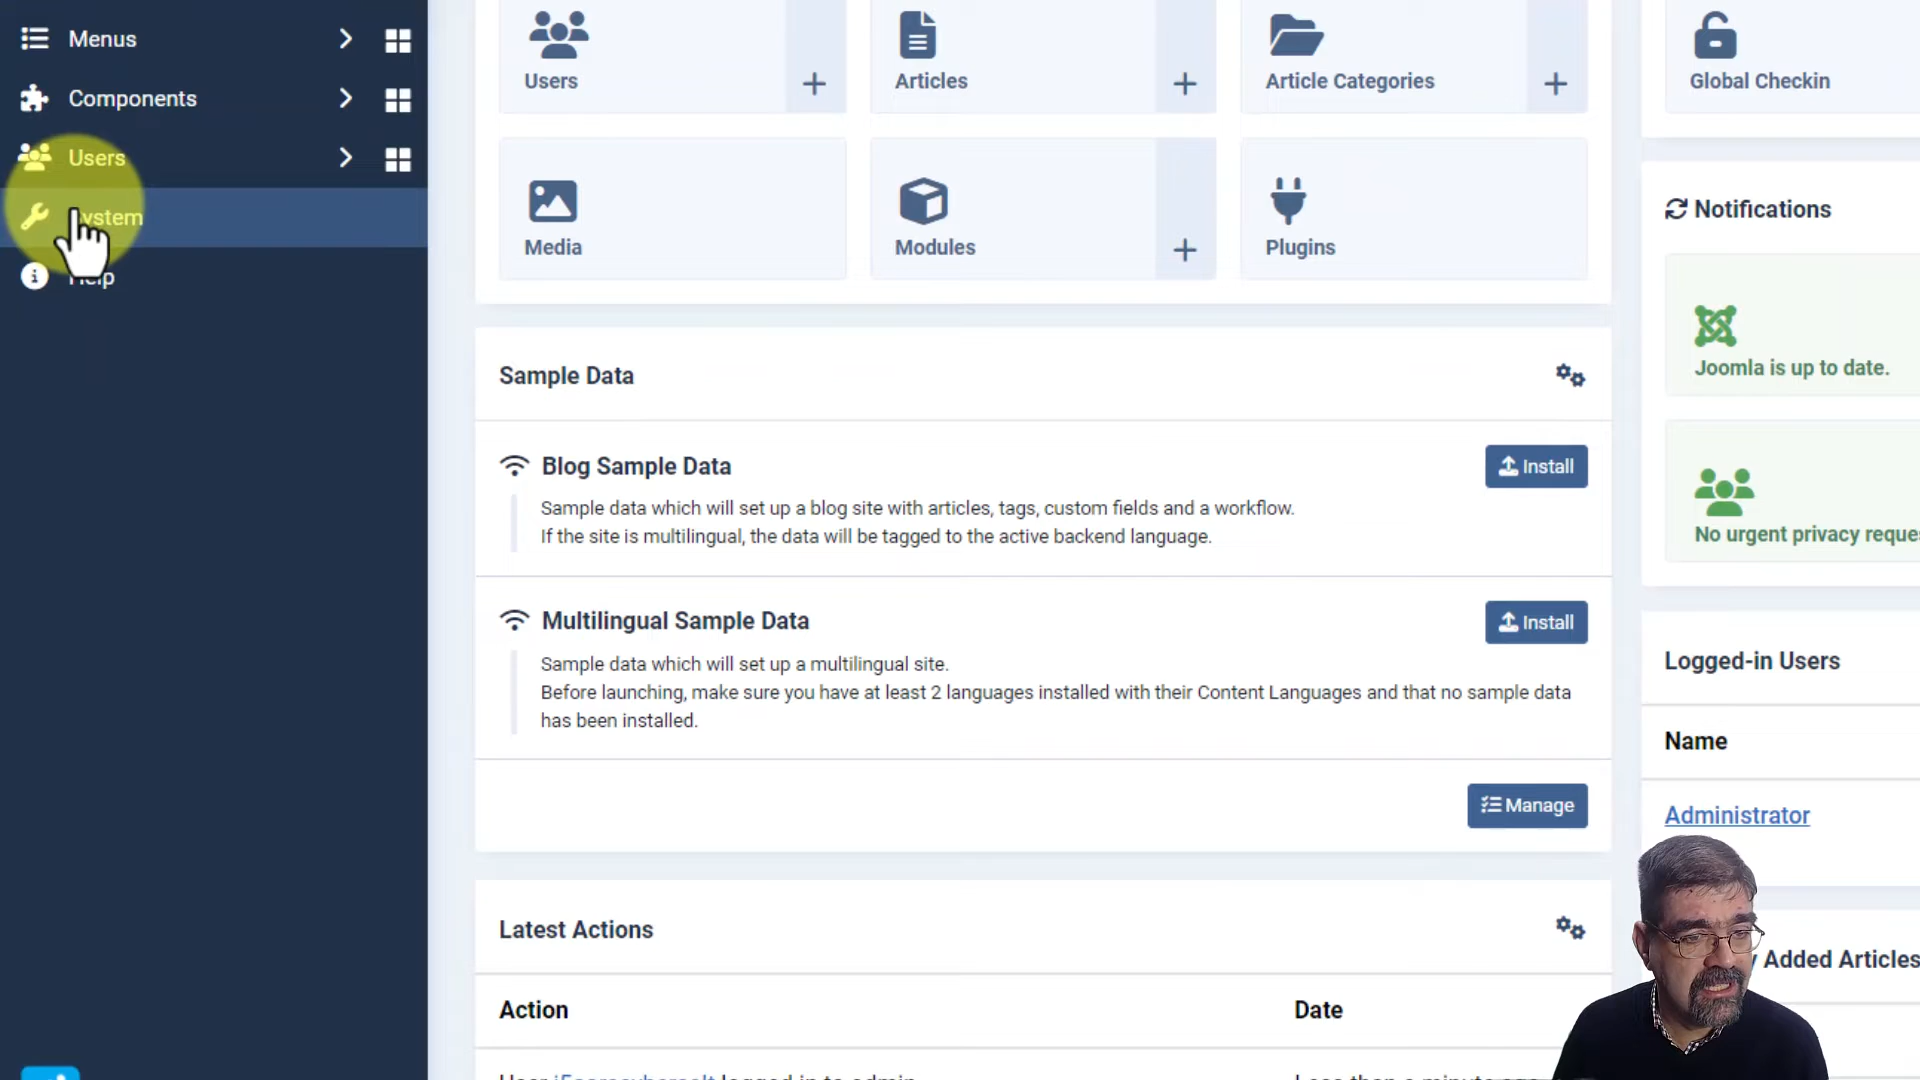 Menus
Components
Users
System
Help
Users
Articles
Article Categories
Global Checkin
Media
Modules
Plugins
Notifications
Joomla is up to date.
No urgent privacy
Sample Data
Blog Sample Data
Install
Sample data which will set up a blog site with articles, tags, custom fields and a workflow.
If the site is multilingual, the data will be tagged to the active backend language.
Multilingual Sample Data
Install
Sample data which will set up a multilingual site.
Before launching, make sure you have at least 2 languages installed with their Content Languages and that no sample data
has been installed.
Manage
Logged-in Users
Name
Administrator
Latest Actions
Added Articles
Action
Date